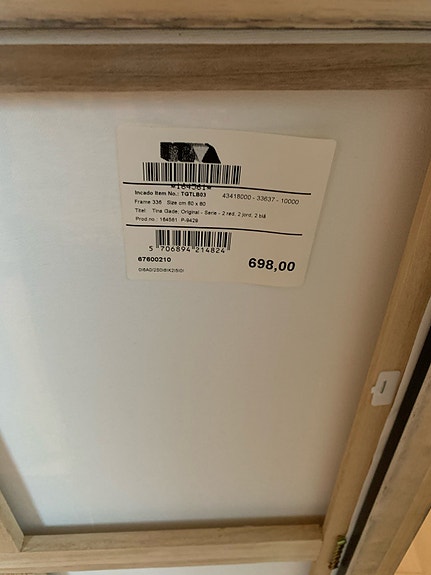 *184561*
Incado Item No.: TGTLB03 43418000 - 33637 - 10000
Frame 336 Size cm 60 x 80
Titel: Tina Gade: Original - Serie - 2 rød, 2 jord, 2 blå
Prod.no.: 184561 P-9429
5 706894 214824
67600210
698,00